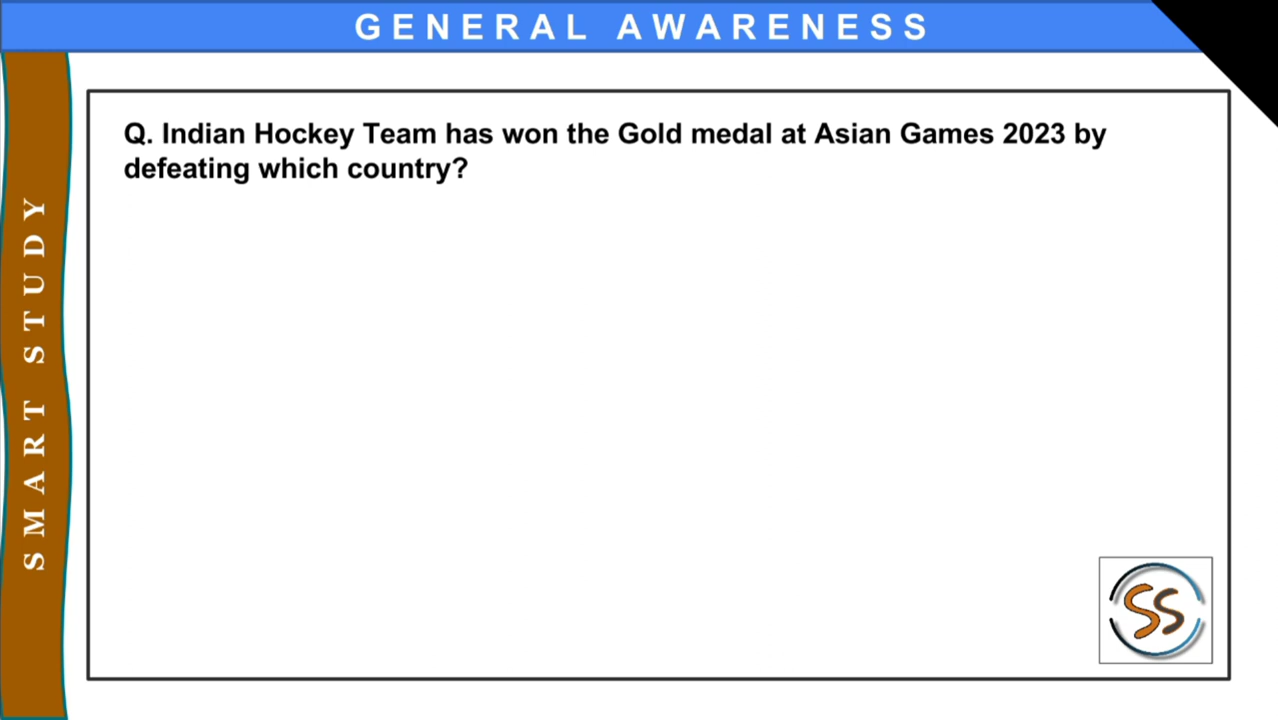 GENERAL AWARENESS
SMART STUDY
Q. Indian Hockey Team has won the Gold medal at Asian Games 2023 by
defeating which country?
SS